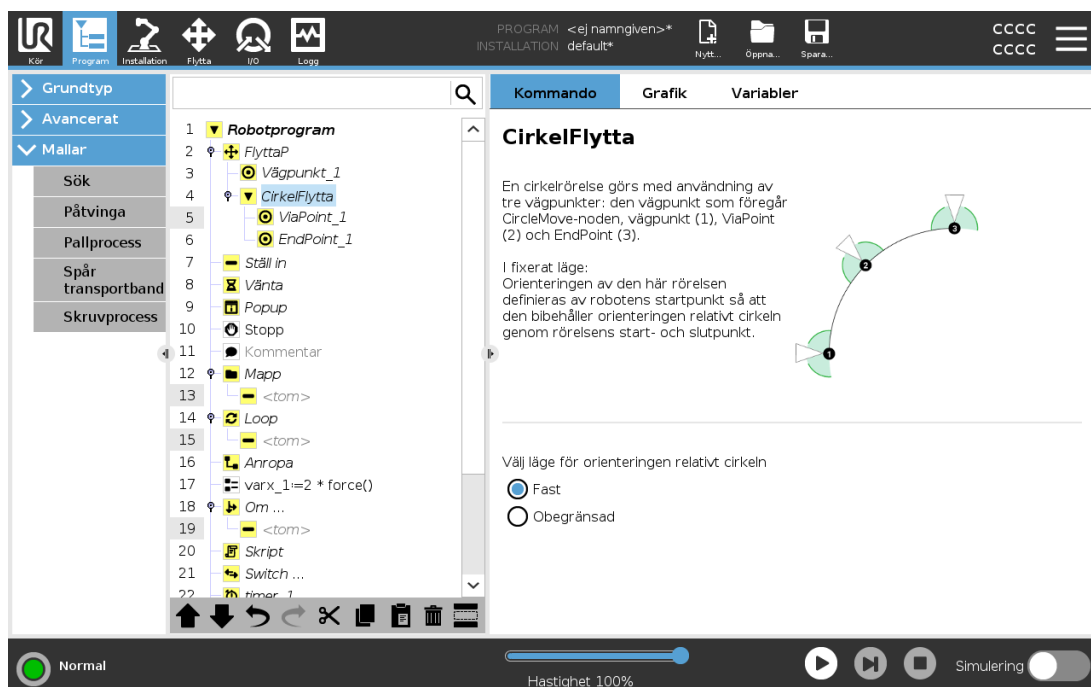 PROGRAM <ej namngiven>*
INSTALLATION default*
Kör
Program
Installation
Flytta
I/O
Logg
Nytt...
Öppna...
Spara...
CCCC
CCCC
Grundtyp
Avancerat
Mallar
Sök
Påtvinga
Pallprocess
Spår
transportband
Skruvprocess
1 Robotprogram
2 FlyttaP
3 Vägpunkt_1
4 CirkelFlytta
5 ViaPoint_1
6 EndPoint_1
7 Ställ in
8 Vänta
9 Popup
10 Stopp
11 Kommentar
12 Mapp
13 <tom>
14 Loop
15 <tom>
16 Anropa
17 varx_1:=2 * force()
18 Om ...
19 <tom>
20 Skript
21 Switch ...
22 timer_1
Kommando
Grafik
Variabler
CirkelFlytta
En cirkelrörelse görs med användning av
tre vägpunkter: den vägpunkt som föregår
CircleMove-noden, vägpunkt (1), ViaPoint
(2) och EndPoint (3).
I fixerat läge:
Orienteringen av den här rörelsen
definieras av robotens startpunkt så att
den bibehåller orienteringen relativt cirkeln
genom rörelsens start- och slutpunkt.
3
2
1
Välj läge för orienteringen relativt cirkeln
Fast
Obegränsad
Normal
Hastighet 100%
Simulering